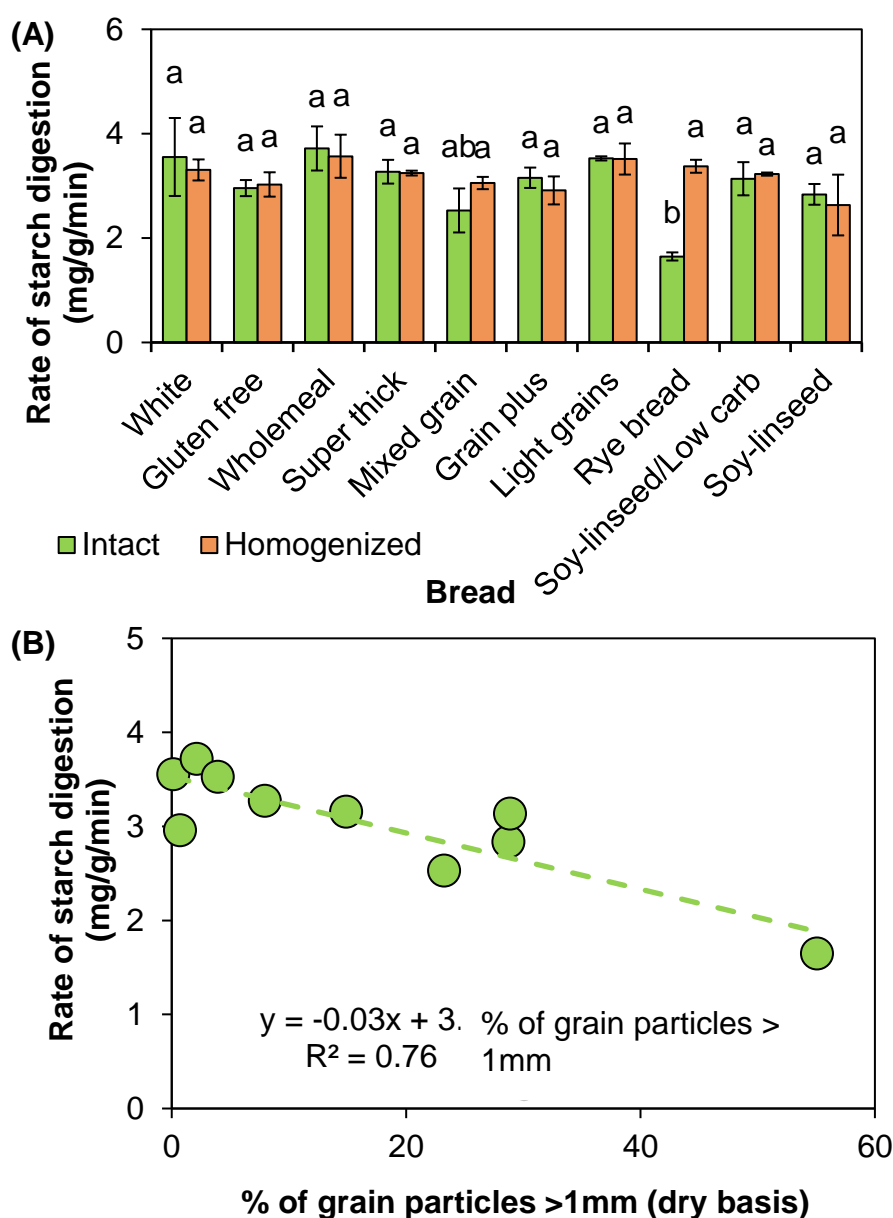 (A)
Rate of starch digestion
(mg/g/min)
6
4
2
0
a a a a a a a a ab a a a a a b a a a a a
White
Gluten free
Wholemeal
Super thick
Mixed grain
Grain plus
Light grains
Rye bread
Soy-linseed/Low carb
Soy-linseed
Intact Homogenized
Bread
(B)
Rate of starch digestion
(mg/g/min)
5
4
3
2
1
0
y = -0.03x + 3.
R² = 0.76
% of grain particles >
1mm
0 20 40 60
% of grain particles >1mm (dry basis)